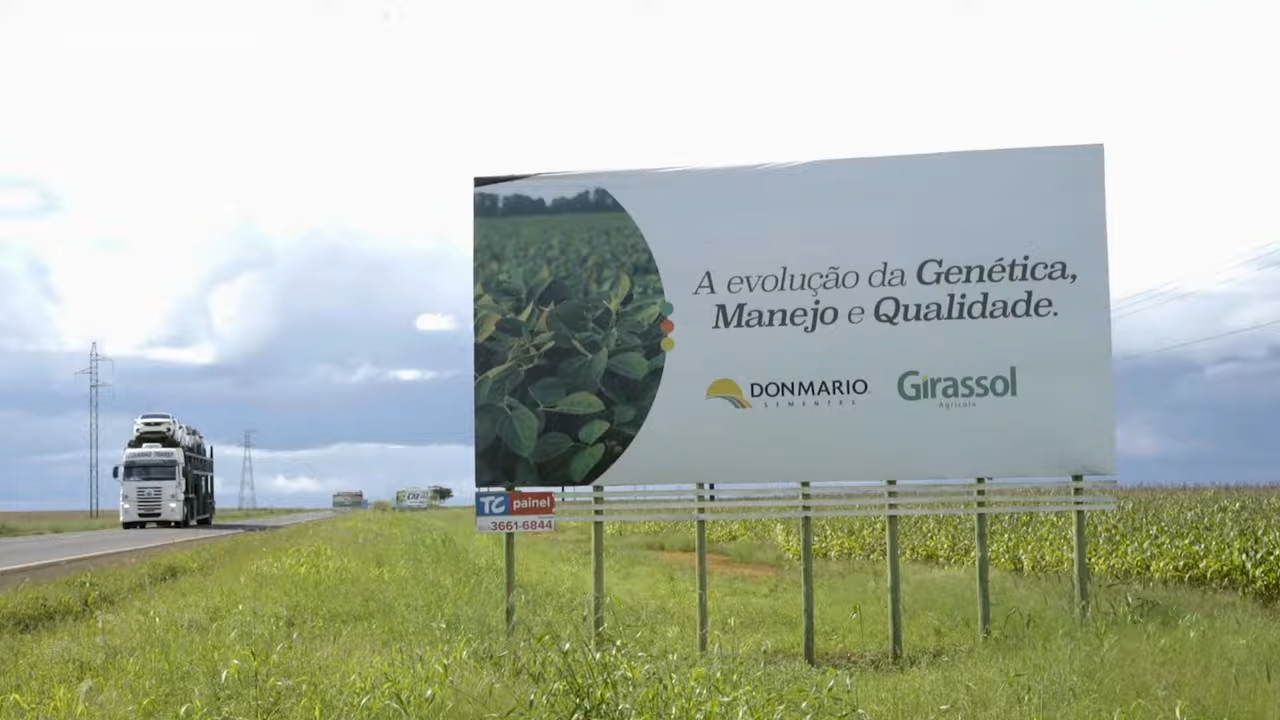 A evolução da Genética,
Manejo e Qualidade.
DONMARIO
SEMENTES
Girassol
Agrícola
TC painel
3661-6844